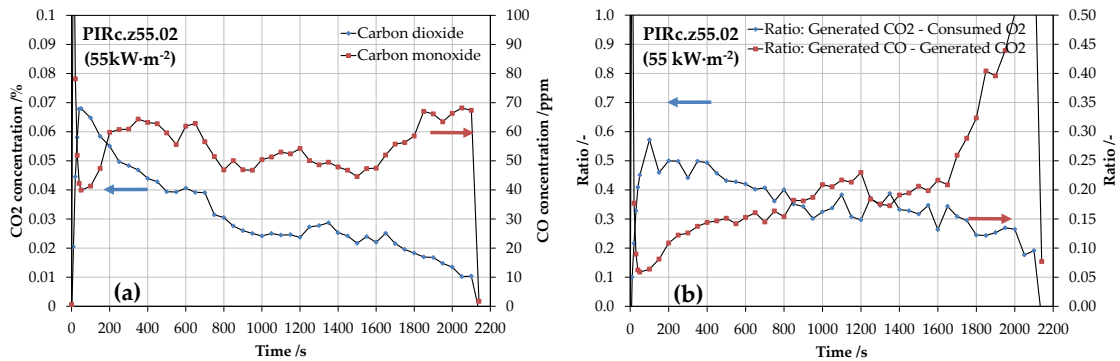 PIRc.z55.02
(55kW·m-2)
Carbon dioxide
Carbon monoxide
0.1
0.09
0.08
0.07
0.06
0.05
0.04
0.03
0.02
0.01
0
CO2 concentration /%
100
90
80
70
60
50
40
30
20
10
0
CO concentration /ppm
(a)
0 200 400 600 800 1000 1200 1400 1600 1800 2000 2200
Time /s
PIRc.z55.02
(55 kW·m-2)
Ratio: Generated CO2 - Consumed O2
Ratio: Generated CO - Generated CO2
1.0
0.9
0.8
0.7
0.6
0.5
0.4
0.3
0.2
0.1
0.0
Ratio /-
0.50
0.45
0.40
0.35
0.30
0.25
0.20
0.15
0.10
0.05
0.00
Ratio /-
(b)
0 200 400 600 800 1000 1200 1400 1600 1800 2000 2200
Time /s